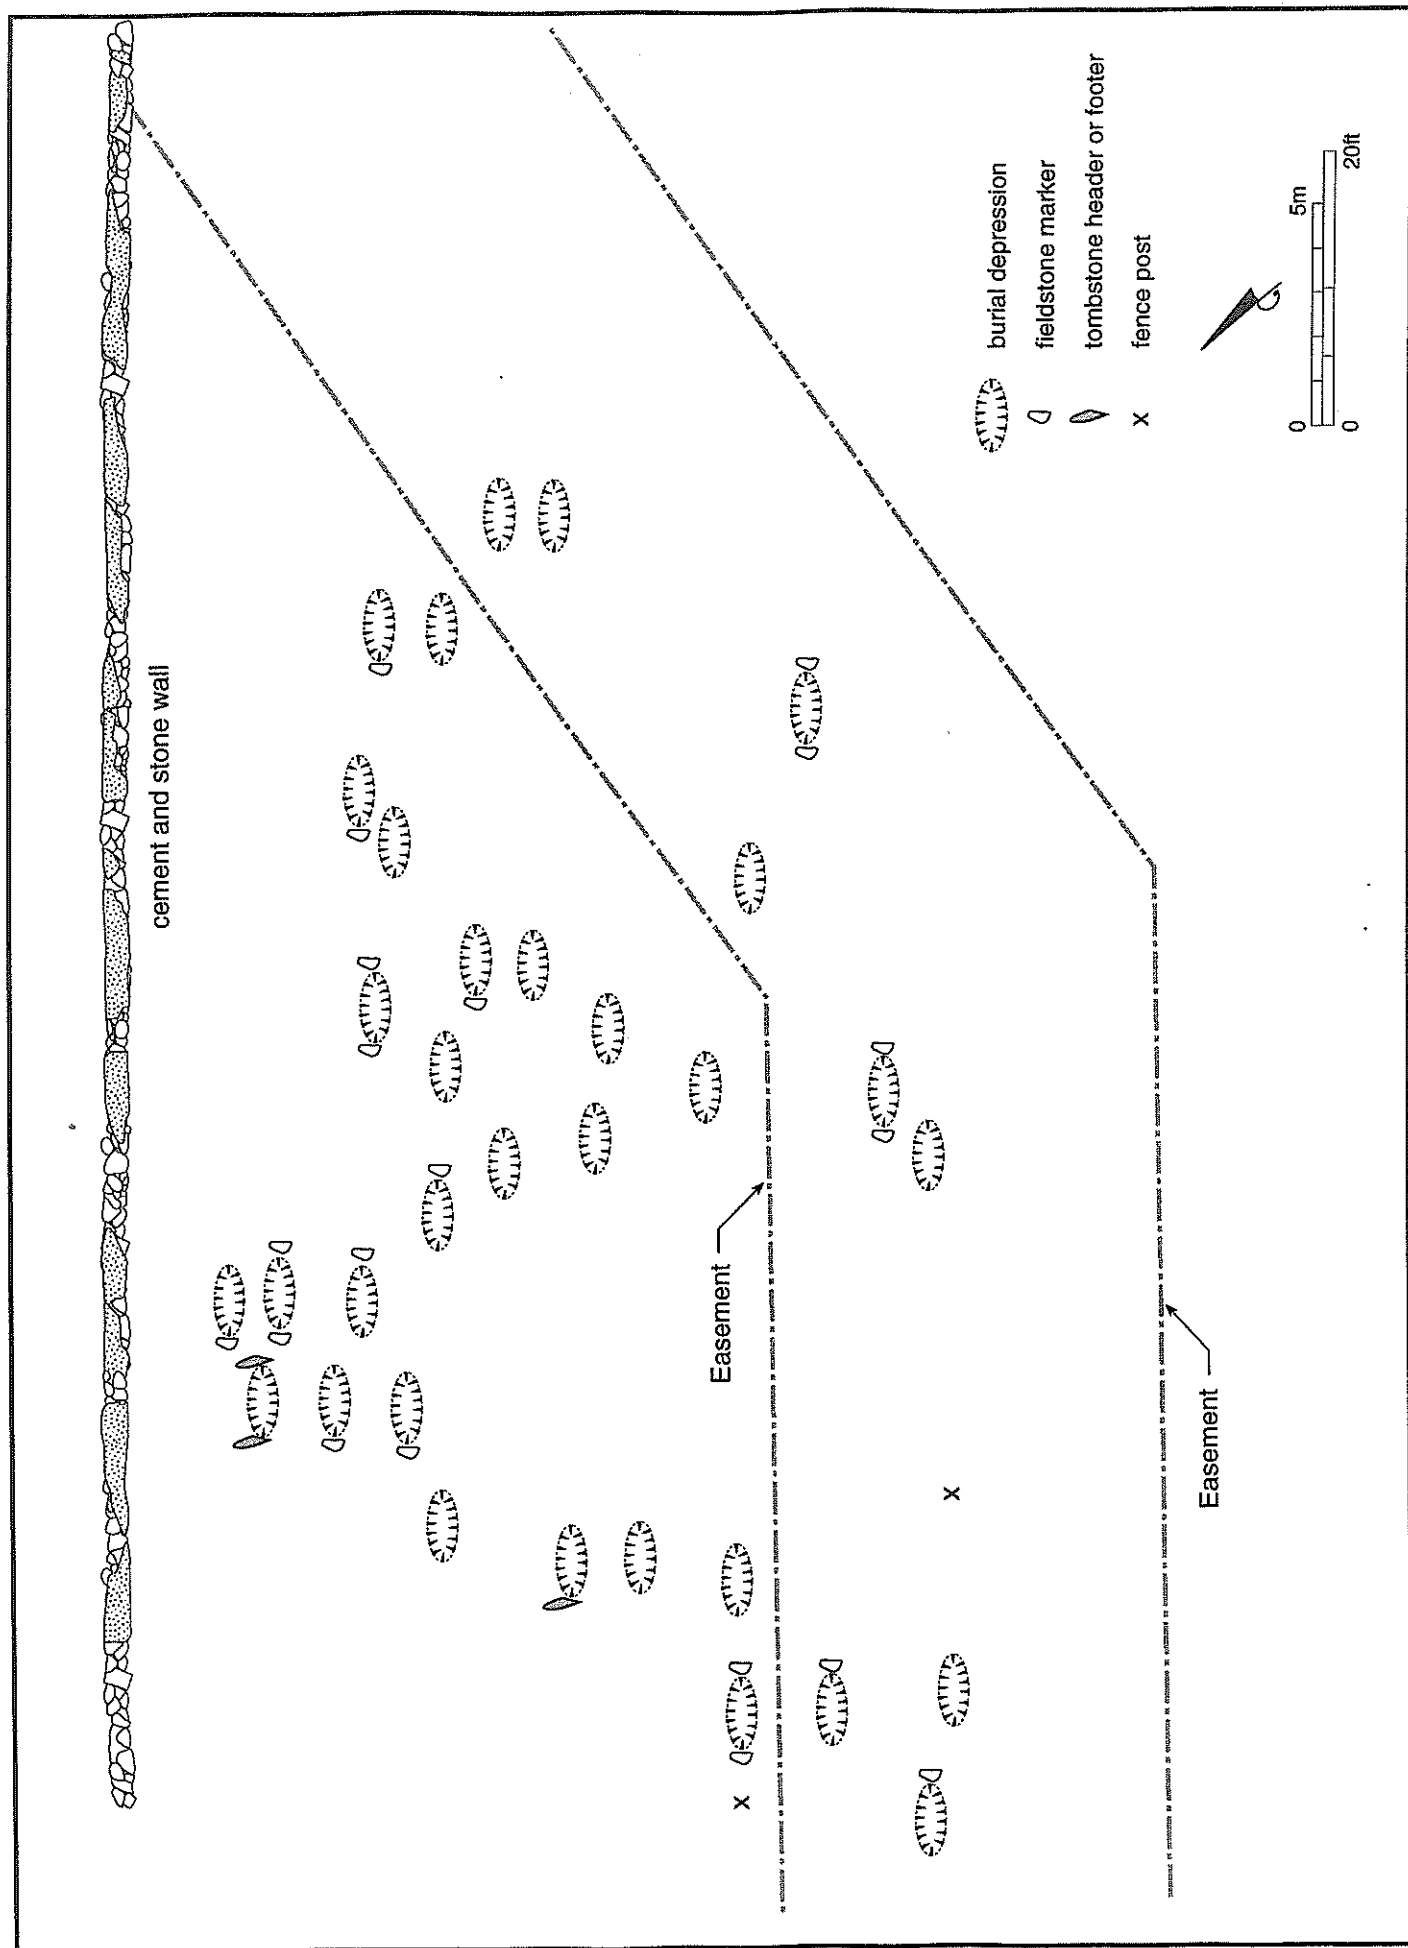 cement and stone wall
Easement
Easement
burial depression
fieldstone marker
tombstone header or footer
x fence post
0 5m
0 20ft
x
x